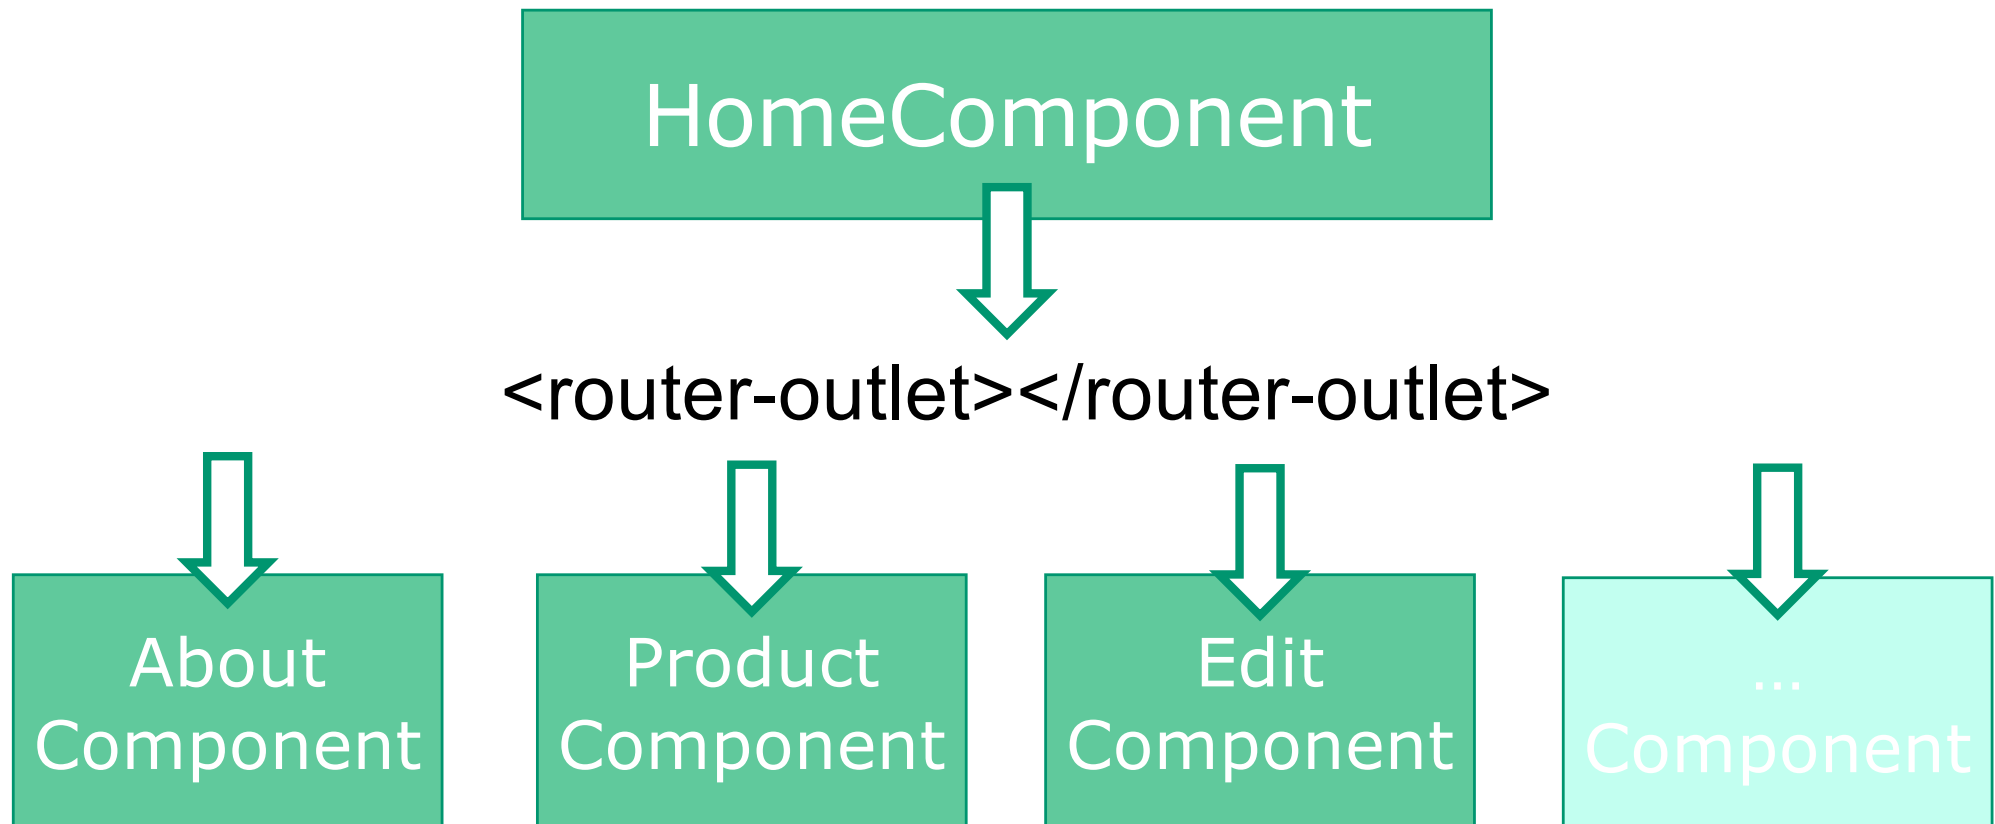 HomeComponent
<router-outlet></router-outlet>
About
Component
Product
Component
Edit
Component
...
Component